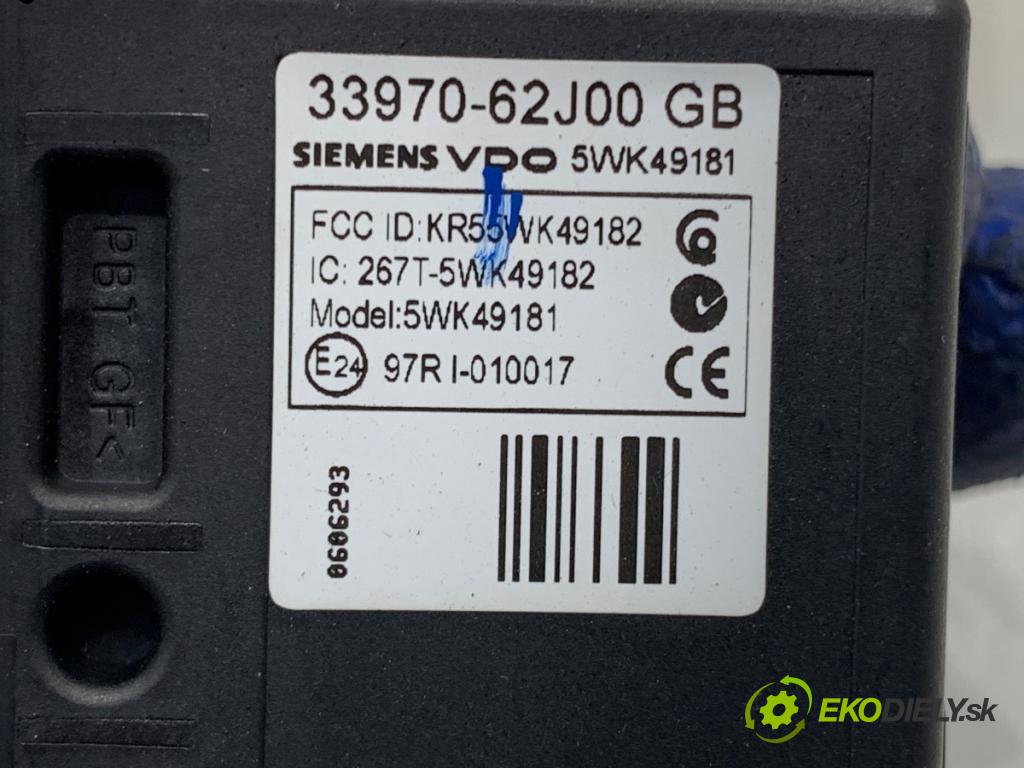 33970-62J00 GB
SIEMENS VDO 5WK49181
FCC ID:KR55WK49182
IC: 267T-5WK49182
Model:5WK49181
E24 97R I-010017
CE
0606293
PBT GF<
EKODIELY.sk